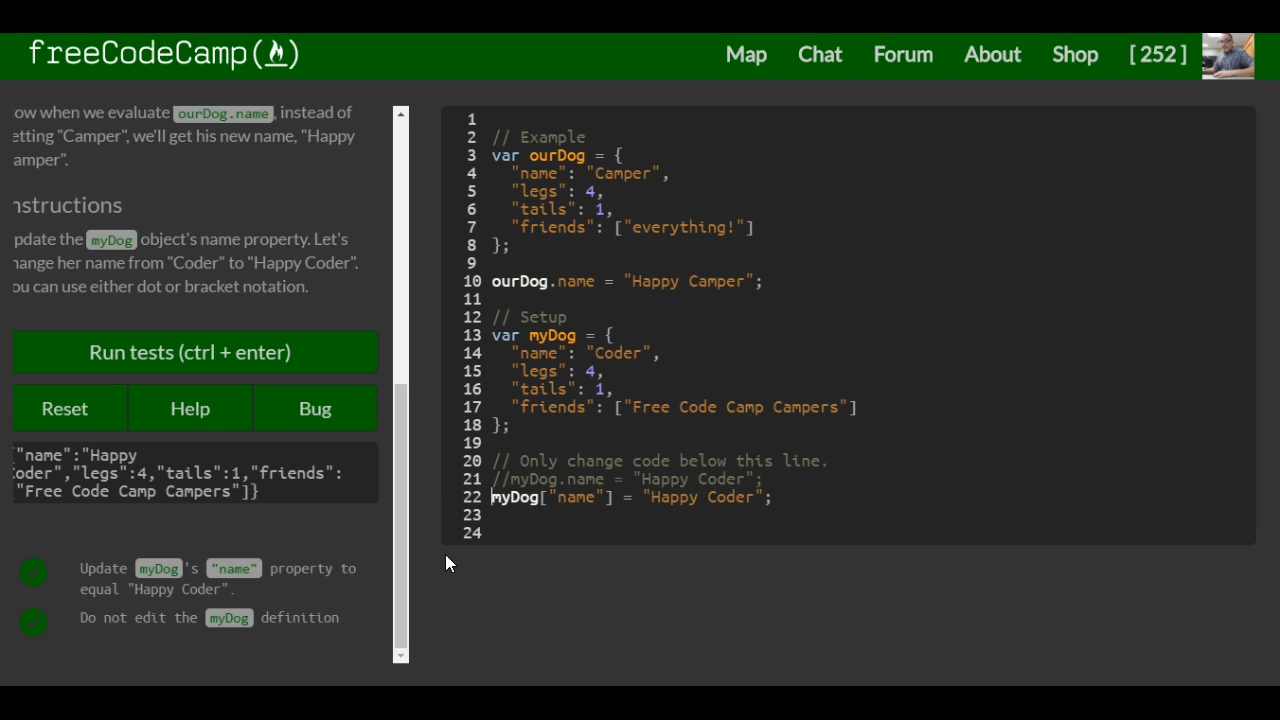 freeCodeCamp(🔥)
Map Chat Forum About Shop [ 252 ]
ow when we evaluate ourDog.name, instead of
etting "Camper", we'll get his new name, "Happy
amper".
nstructions
pdate the myDog object's name property. Let's
hange her name from "Coder" to "Happy Coder".
ou can use either dot or bracket notation.
Run tests (ctrl + enter)
Reset Help Bug
"name":"Happy
oder","legs":4,"tails":1,"friends":
"Free Code Camp Campers"]}
Update myDog's "name" property to
equal "Happy Coder".
Do not edit the myDog definition
1
2 // Example
3 var ourDog = {
4   "name": "Camper",
5   "legs": 4,
6   "tails": 1,
7   "friends": ["everything!"]
8 };
9
10 ourDog.name = "Happy Camper";
11
12 // Setup
13 var myDog = {
14   "name": "Coder",
15   "legs": 4,
16   "tails": 1,
17   "friends": ["Free Code Camp Campers"]
18 };
19
20 // Only change code below this line.
21 //myDog.name = "Happy Coder";
22 myDog["name"] = "Happy Coder";
23
24